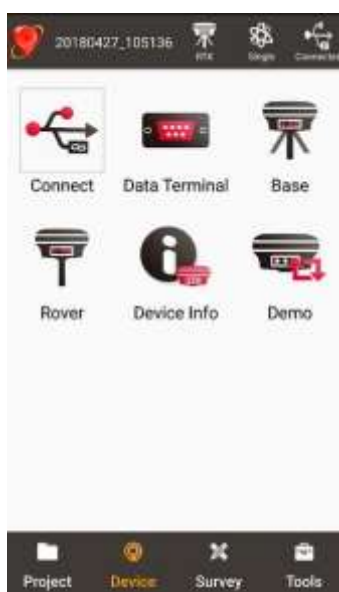 20180427_105136
RTK Single Connected
Connect Data Terminal Base
Rover Device Info Demo
Project Device Survey Tools